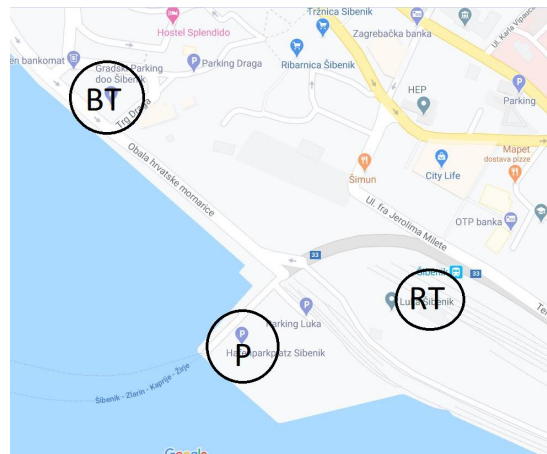 Tržnica Šibenik
Hostel Splendido
Zagrebačka banka
Ul. Karla Vipauca
en bankomat
Gradski Parking
doo Šibenik
Parking Draga
Ribarnica Šibenik
BT
Trg Draga
HEP
Parking
Obala hrvatske mornarice
Šimun
City Life
Mapet
dostava pizze
Ul. fra Jerolima Milete
OTP banka
33
Šibenik
33
RT
Luka Šibenik
Parking Luka
P
Hafenparkplatz Sibenik
Šibenik - Zlarin - Kaprije - Žirje
Google